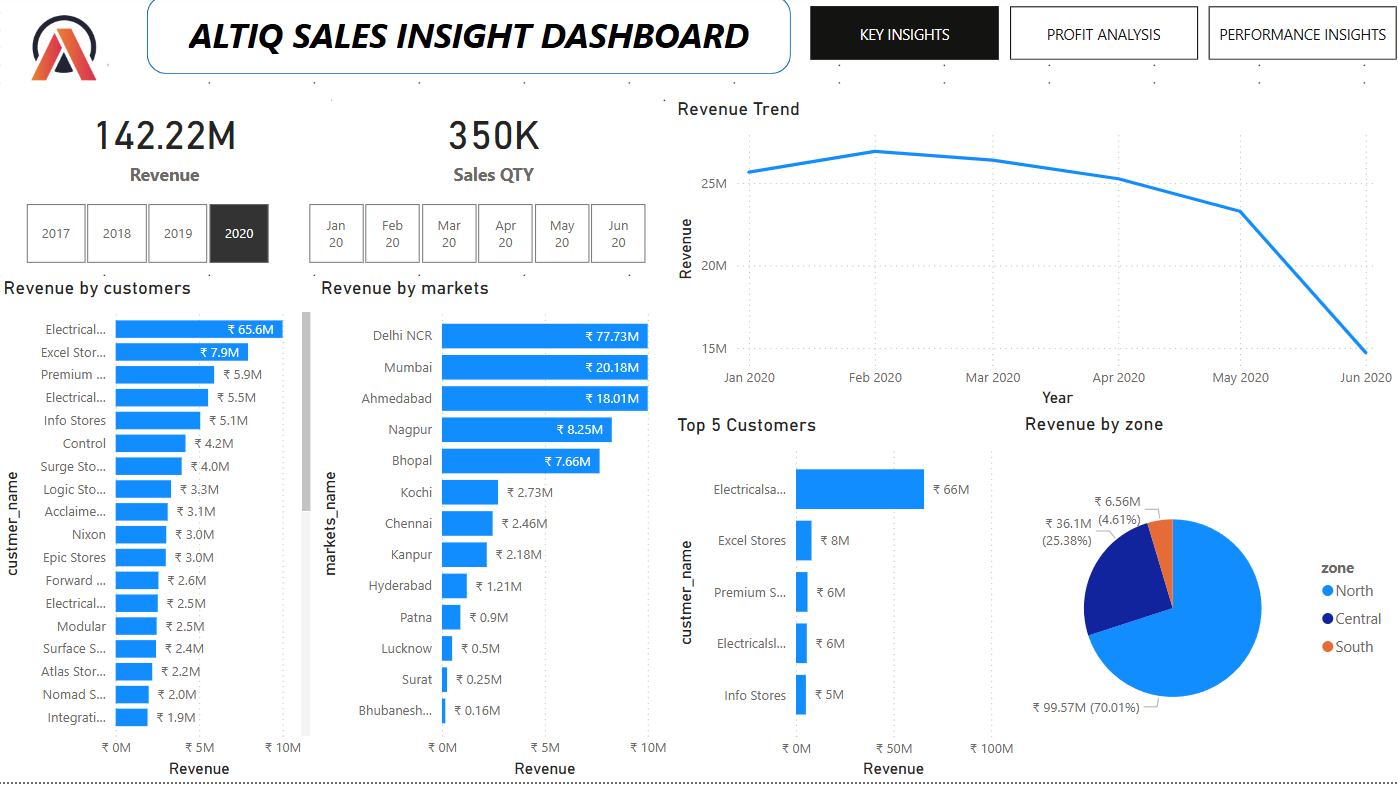 ALTIQ SALES INSIGHT DASHBOARD
KEY INSIGHTS
PROFIT ANALYSIS
PERFORMANCE INSIGHTS
142.22M
Revenue
350K
Sales QTY
2017
2018
2019
2020
Jan
20
Feb
20
Mar
20
Apr
20
May
20
Jun
20
Revenue by customers
custmer_name
Electrical... ₹ 65.6M
Excel Stor... ₹ 7.9M
Premium ... ₹ 5.9M
Electrical... ₹ 5.5M
Info Stores ₹ 5.1M
Control ₹ 4.2M
Surge Sto... ₹ 4.0M
Logic Sto... ₹ 3.3M
Acclaime... ₹ 3.1M
Nixon ₹ 3.0M
Epic Stores ₹ 3.0M
Forward ... ₹ 2.6M
Electrical... ₹ 2.5M
Modular ₹ 2.5M
Surface S... ₹ 2.4M
Atlas Stor... ₹ 2.2M
Nomad S... ₹ 2.0M
Integrati... ₹ 1.9M
₹ 0M ₹ 5M ₹ 10M
Revenue
Revenue by markets
markets_name
Delhi NCR ₹ 77.73M
Mumbai ₹ 20.18M
Ahmedabad ₹ 18.01M
Nagpur ₹ 8.25M
Bhopal ₹ 7.66M
Kochi ₹ 2.73M
Chennai ₹ 2.46M
Kanpur ₹ 2.18M
Hyderabad ₹ 1.21M
Patna ₹ 0.9M
Lucknow ₹ 0.5M
Surat ₹ 0.25M
Bhubanesh... ₹ 0.16M
₹ 0M ₹ 5M ₹ 10M
Revenue
Revenue Trend
Revenue
25M
20M
15M
Jan 2020 Feb 2020 Mar 2020 Apr 2020 May 2020 Jun 2020
Year
Top 5 Customers
custmer_name
Electricalsa... ₹ 66M
Excel Stores ₹ 8M
Premium S... ₹ 6M
Electricalsl... ₹ 6M
Info Stores ₹ 5M
₹ 0M ₹ 50M ₹ 100M
Revenue
Revenue by zone
₹ 6.56M
(4.61%)
₹ 36.1M
(25.38%)
₹ 99.57M (70.01%)
zone
North
Central
South